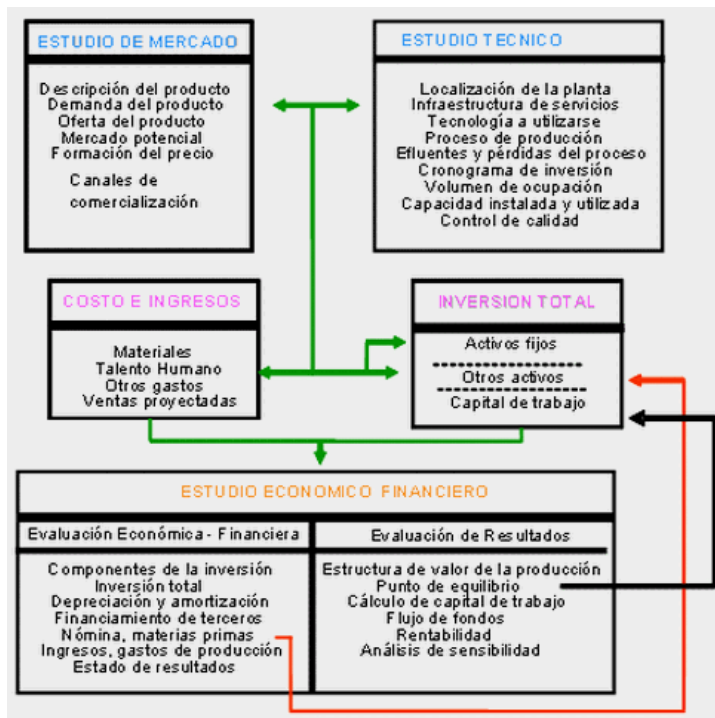 ESTUDIO DE MERCADO
Descripción del producto
Demanda del producto
Oferta del producto
Mercado potencial
Formación del precio
Canales de
comercialización
ESTUDIO TECNICO
Localización de la planta
Infraestructura de servicios
Tecnología a utilizarse
Proceso de producción
Efluentes y pérdidas del proceso
Cronograma de inversión
Volumen de ocupación
Capacidad instalada y utilizada
Control de calidad
COSTO E INGRESOS
Materiales
Talento Humano
Otros gastos
Ventas proyectadas
INVERSION TOTAL
Activos fijos
Otros activos
Capital de trabajo
ESTUDIO ECONOMICO FINANCIERO
Evaluación Económica - Financiera
Componentes de la inversión
Inversión total
Depreciación y amortización
Financiamiento de terceros
Nómina, materias primas
Ingresos, gastos de producción
Estado de resultados
Evaluación de Resultados
Estructura de valor de la producción
Punto de equilibrio
Cálculo de capital de trabajo
Flujo de fondos
Rentabilidad
Análisis de sensibilidad